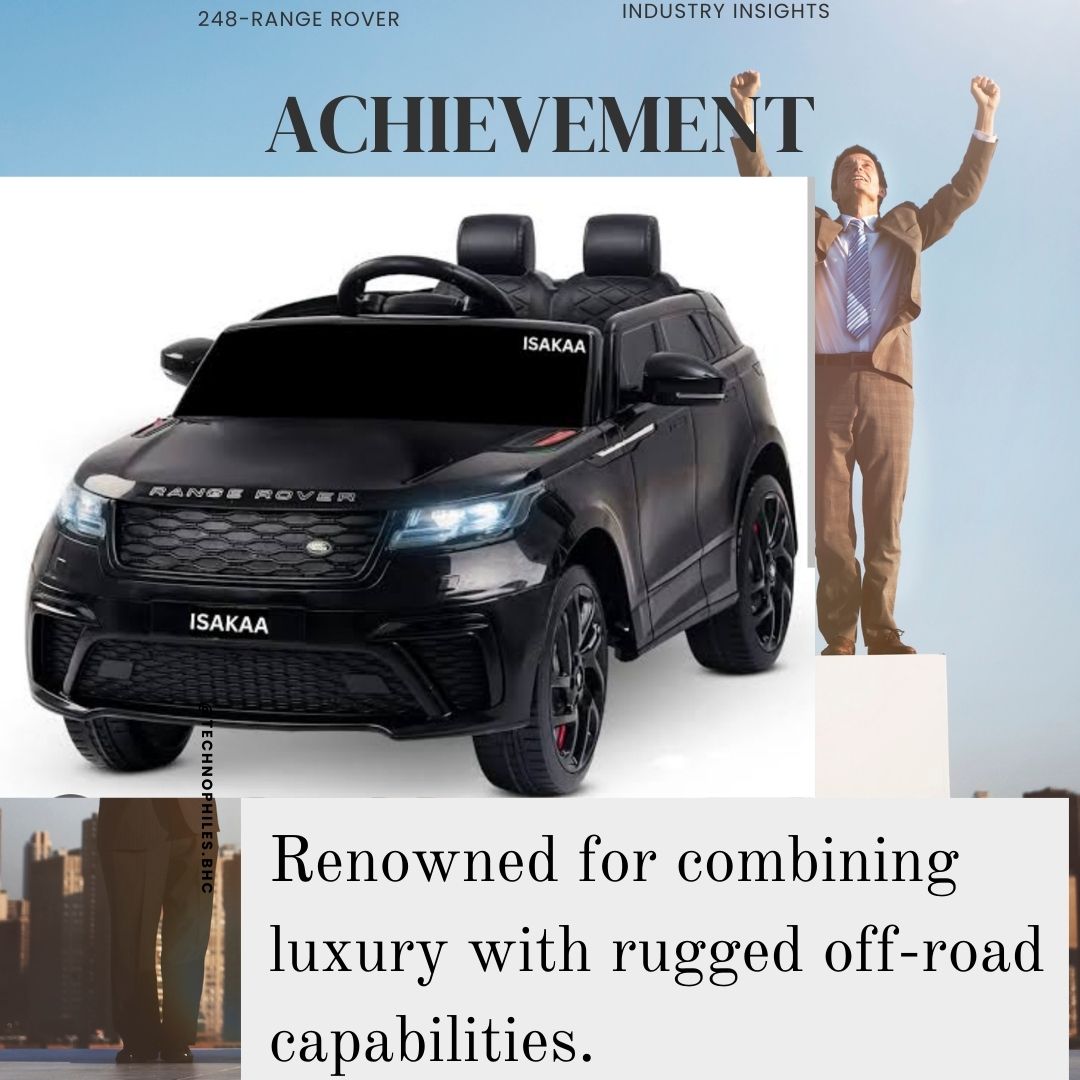 248-RANGE ROVER
INDUSTRY INSIGHTS
ACHIEVEMENT
ISAKAA
RANGE ROVER
ISAKAA
@TECHNOPHILES.BHC
Renowned for combining
luxury with rugged off-road
capabilities.